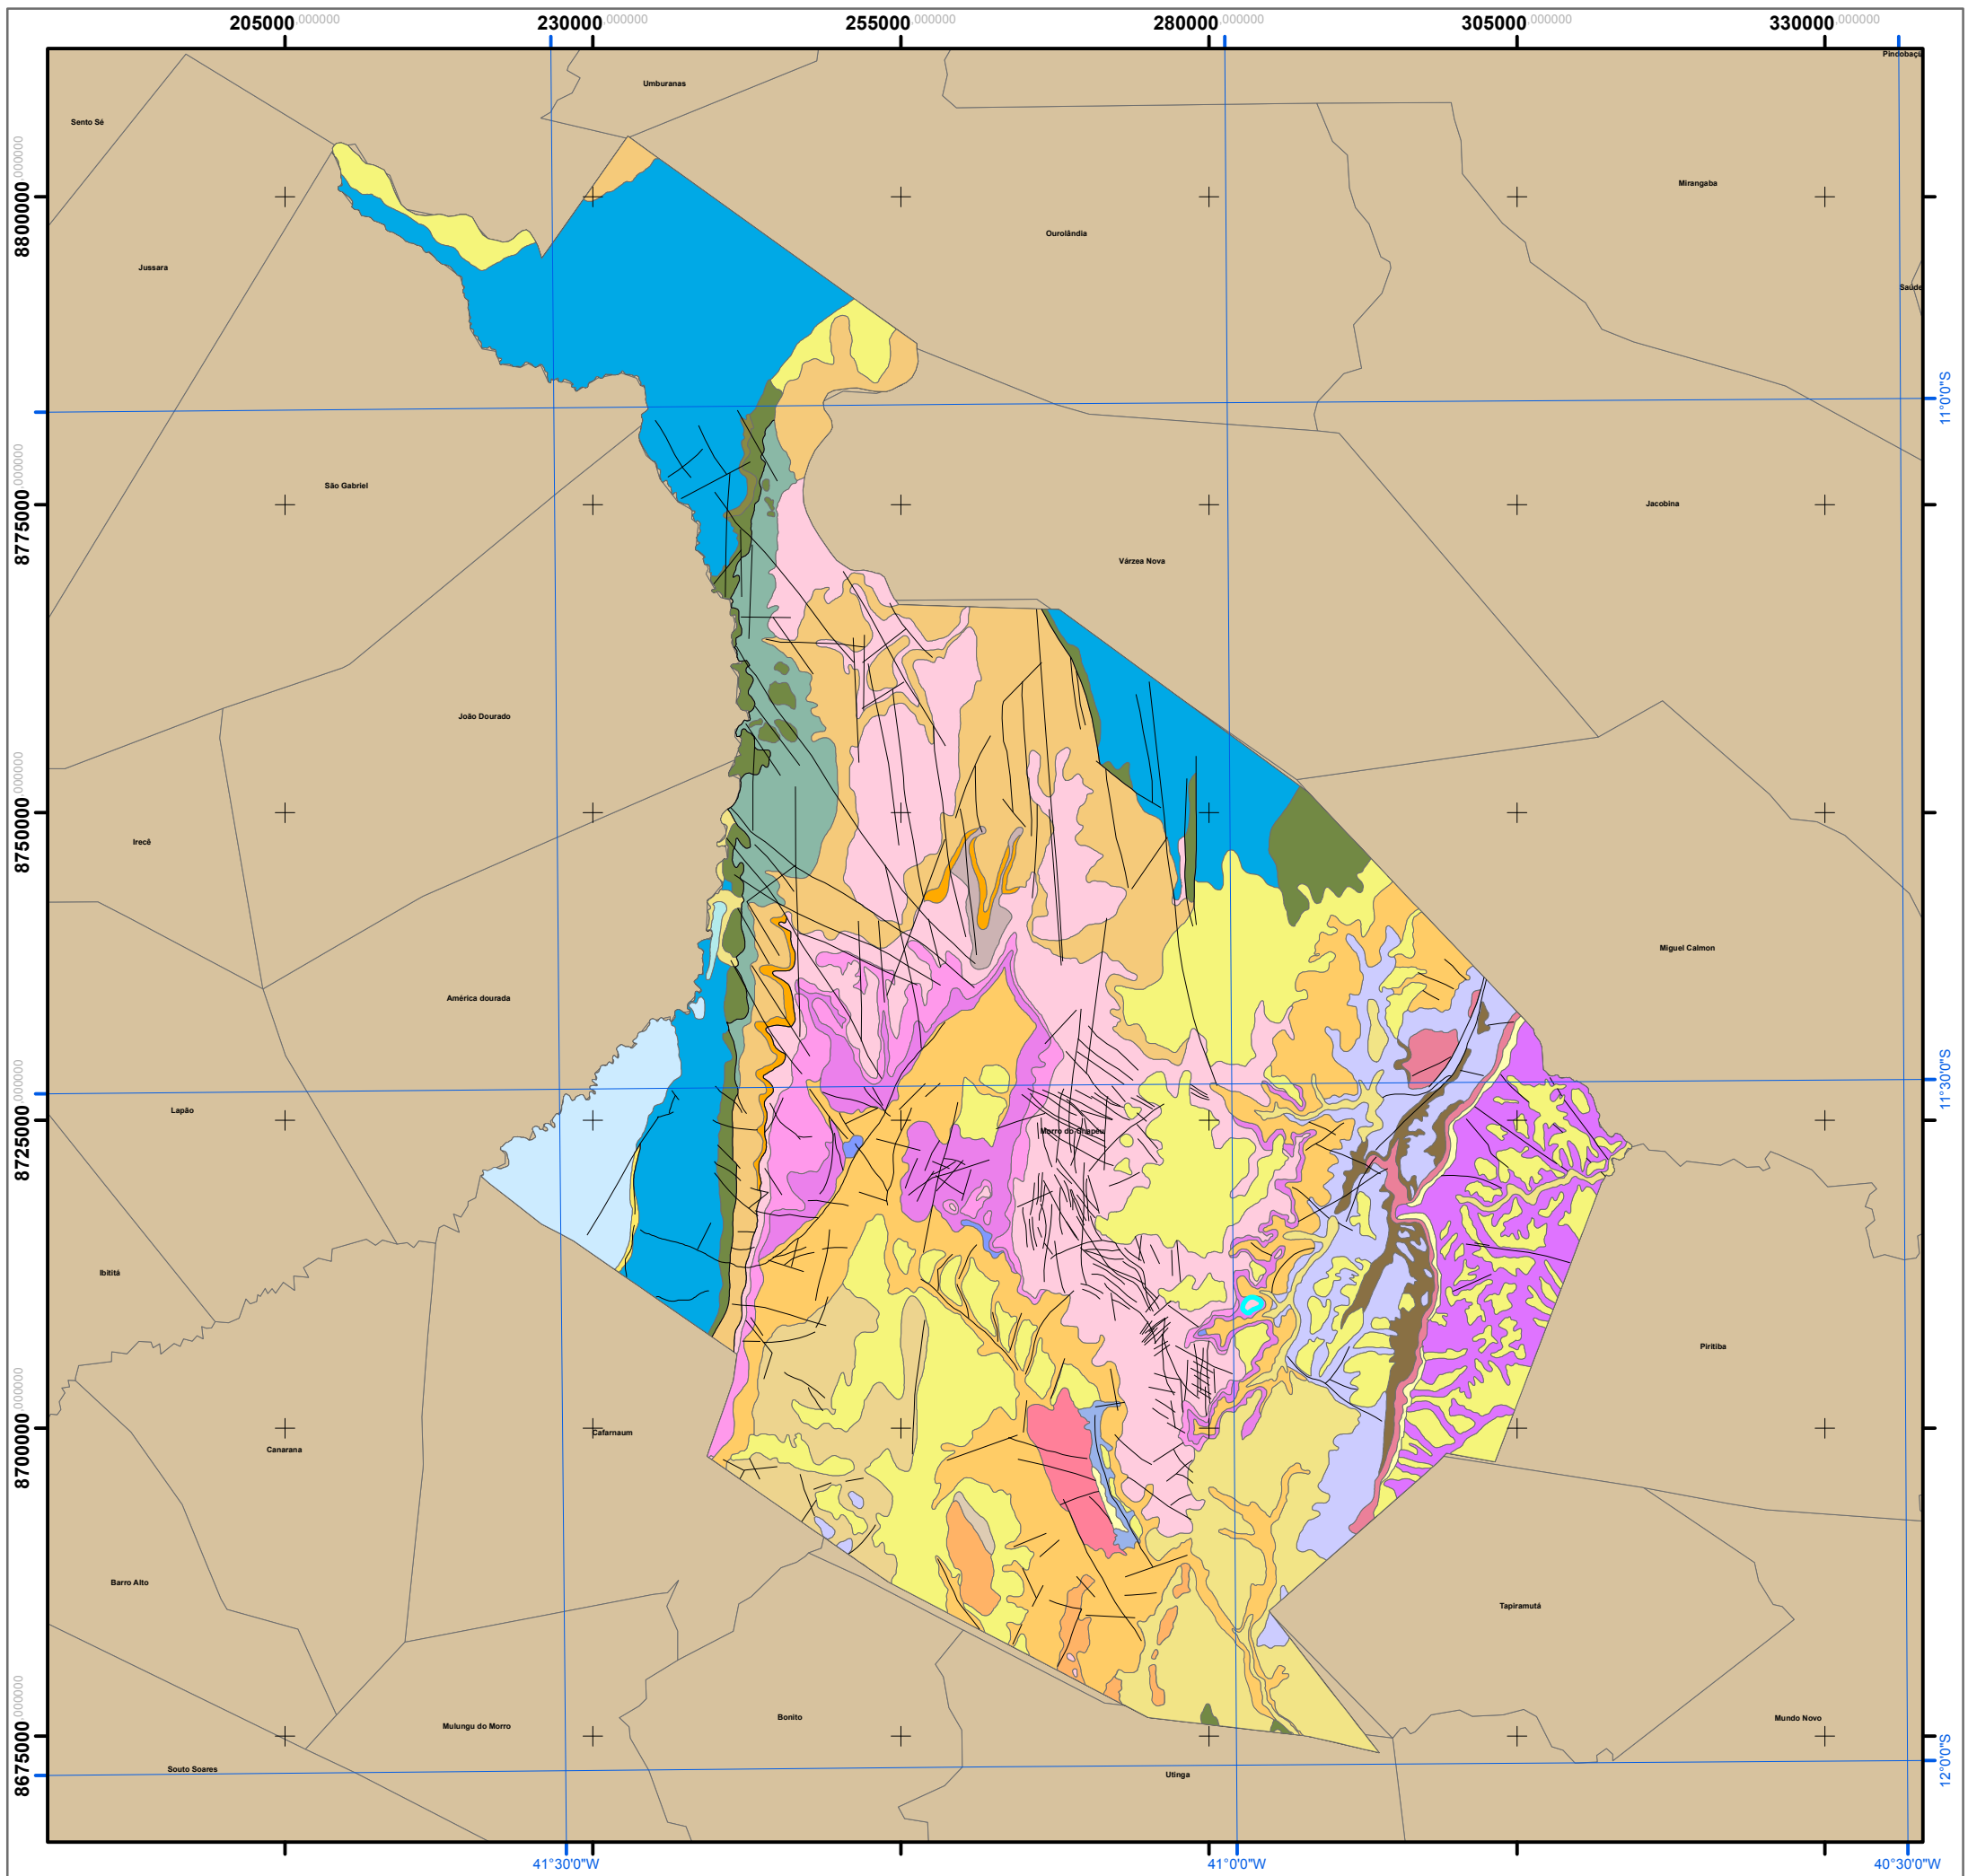 205000,000000 230000,000000 255000,000000 280000,000000 305000,000000 330000,000000
Pindobaçu
Umburanas
Sento Sé
8800000,000000
Mirangaba
Ourolândia
Jussara
Saúde
11°0'0"S
São Gabriel
8775000,000000
Jacobina
Várzea Nova
João Dourado
8750000,000000
Irecê
Miguel Calmon
América dourada
11°30'0"S
Lapão
8725000,000000
Morro do Chapéu
Ibititá
Piritiba
Cafarnaum
8700000,000000
Canarana
Barro Alto
Tapiramutá
Bonito
Mundo Novo
Mulungu do Morro
8675000,000000
12°0'0"S
Souto Soares
Utinga
41°30'0"W 41°0'0"W 40°30'0"W